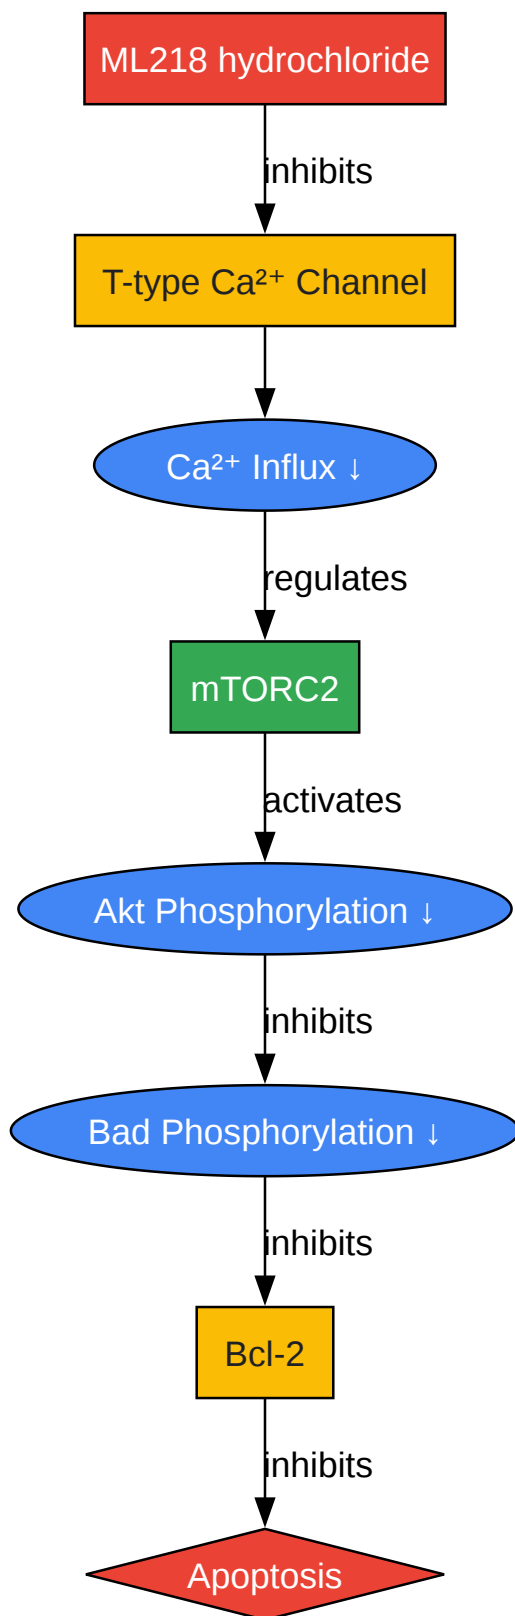 ML218 hydrochloride
inhibits
T-type Ca²⁺ Channel
Ca²⁺ Influx ↓
regulates
mTORC2
activates
Akt Phosphorylation ↓
inhibits
Bad Phosphorylation ↓
inhibits
Bcl-2
inhibits
Apoptosis